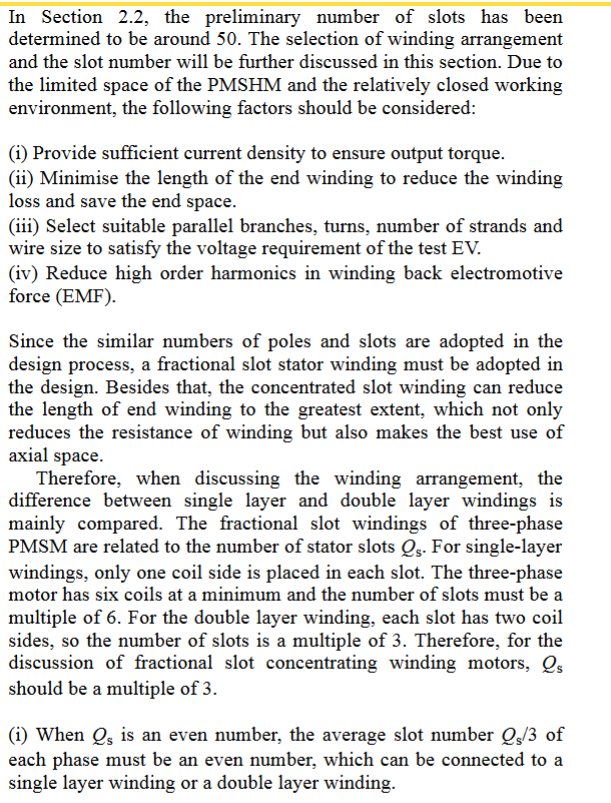 In Section 2.2, the preliminary number of slots has been
determined to be around 50. The selection of winding arrangement
and the slot number will be further discussed in this section. Due to
the limited space of the PMSHM and the relatively closed working
environment, the following factors should be considered:
(i) Provide sufficient current density to ensure output torque.
(ii) Minimise the length of the end winding to reduce the winding
loss and save the end space.
(iii) Select suitable parallel branches, turns, number of strands and
wire size to satisfy the voltage requirement of the test EV.
(iv) Reduce high order harmonics in winding back electromotive
force (EMF).
Since the similar numbers of poles and slots are adopted in the
design process, a fractional slot stator winding must be adopted in
the design. Besides that, the concentrated slot winding can reduce
the length of end winding to the greatest extent, which not only
reduces the resistance of winding but also makes the best use of
axial space.
Therefore, when discussing the winding arrangement, the
difference between single layer and double layer windings is
mainly compared. The fractional slot windings of three-phase
PMSM are related to the number of stator slots Qs. For single-layer
windings, only one coil side is placed in each slot. The three-phase
motor has six coils at a minimum and the number of slots must be a
multiple of 6. For the double layer winding, each slot has two coil
sides, so the number of slots is a multiple of 3. Therefore, for the
discussion of fractional slot concentrating winding motors, Qs
should be a multiple of 3.
(i) When Qs is an even number, the average slot number Qs/3 of
each phase must be an even number, which can be connected to a
single layer winding or a double layer winding.